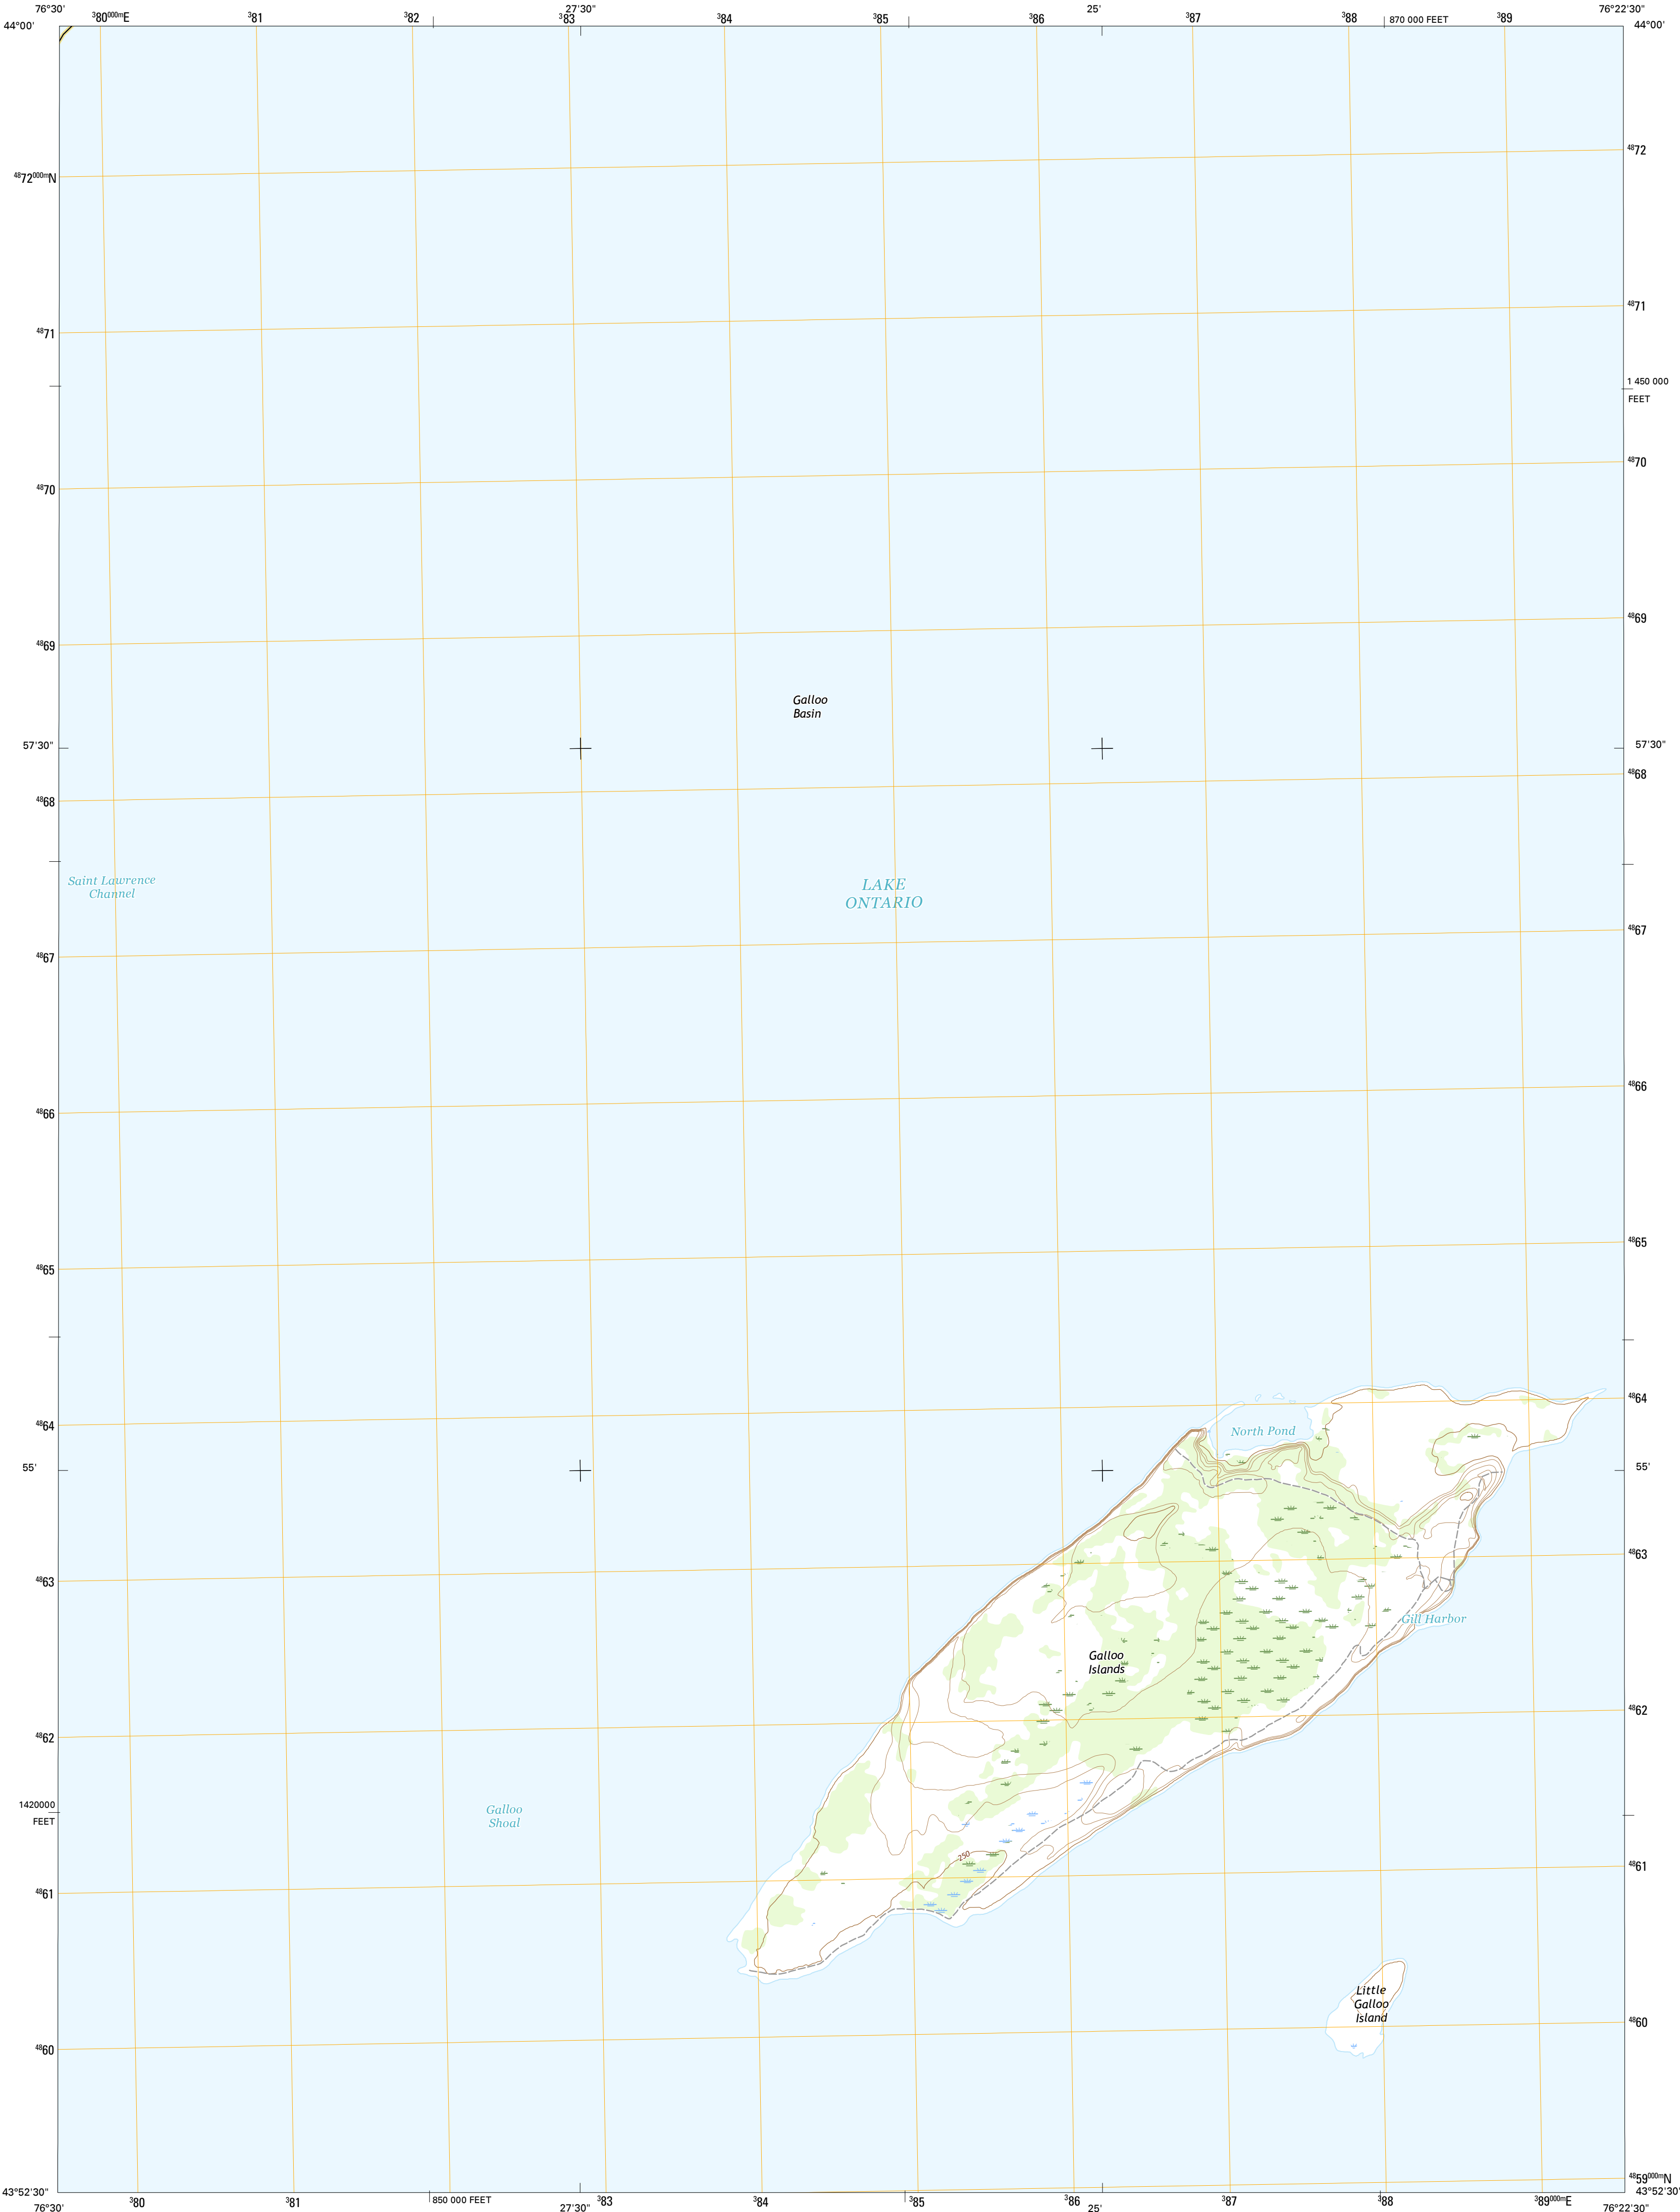 76°30' ³80⁰⁰⁰ᵐE ³81 ³82 ³83 27'30" ³84 ³85 ³86 25' ³87 ³88 870 000 FEET ³89 76°22'30"
44°00' 44°00'
⁴⁸72
⁴⁸72⁰⁰⁰ᵐN
⁴⁸71
⁴⁸71
1 450 000
FEET
⁴⁸70
⁴⁸70
⁴⁸69
⁴⁸69
Galloo
Basin
57'30" 57'30"
⁴⁸68
⁴⁸68
Saint Lawrence
Channel
LAKE
ONTARIO
⁴⁸67
⁴⁸67
⁴⁸66
⁴⁸66
⁴⁸65
⁴⁸65
⁴⁸64
⁴⁸64
North Pond
55' 55'
⁴⁸63
⁴⁸63
Gill Harbor
Galloo
Islands
⁴⁸62
⁴⁸62
1420000
FEET
Galloo
Shoal
250
⁴⁸61
⁴⁸61
Little
Galloo
Island
⁴⁸60
⁴⁸60
⁴⁸59⁰⁰⁰ᵐN
43°52'30" 43°52'30"
76°30' ³80 ³81 850 000 FEET 27'30" ³83 ³84 ³85 ³86 25' ³87 ³88 ³89⁰⁰⁰ᵐE 76°22'30"